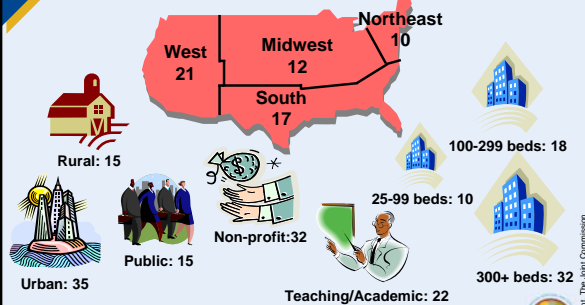 Northeast
10
West
21
Midwest
12
South
17
Rural: 15
100-299 beds: 18
25-99 beds: 10
Non-profit:32
Public: 15
Urban: 35
300+ beds: 32
Teaching/Academic: 22
The Joint Commission